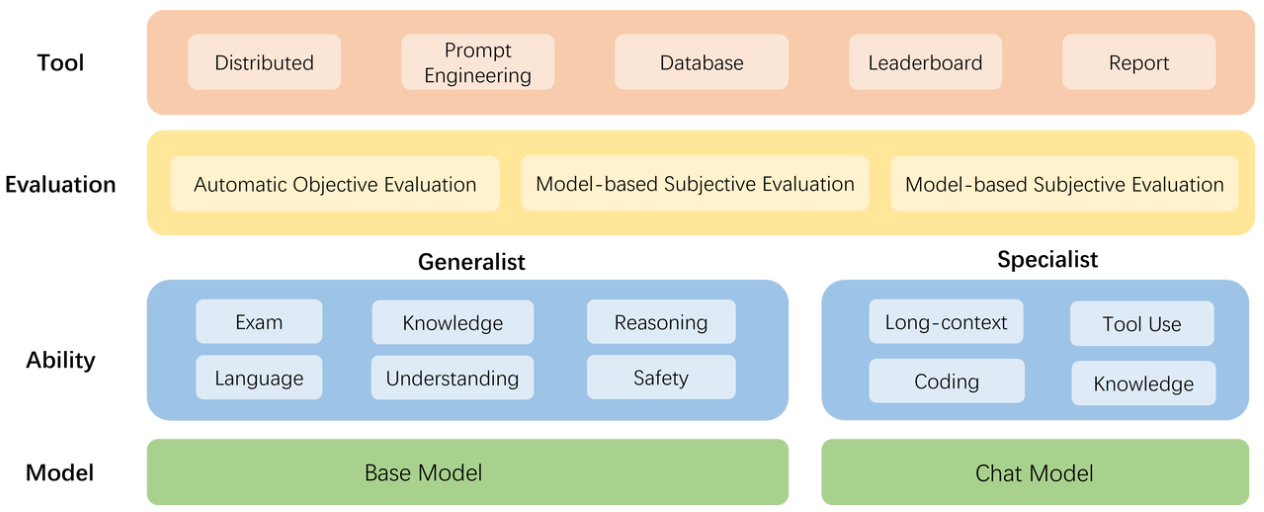 Tool
Distributed
Prompt
Engineering
Database
Leaderboard
Report
Evaluation
Automatic Objective Evaluation
Model-based Subjective Evaluation
Model-based Subjective Evaluation
Generalist
Specialist
Ability
Exam
Knowledge
Reasoning
Language
Understanding
Safety
Long-context
Tool Use
Coding
Knowledge
Model
Base Model
Chat Model